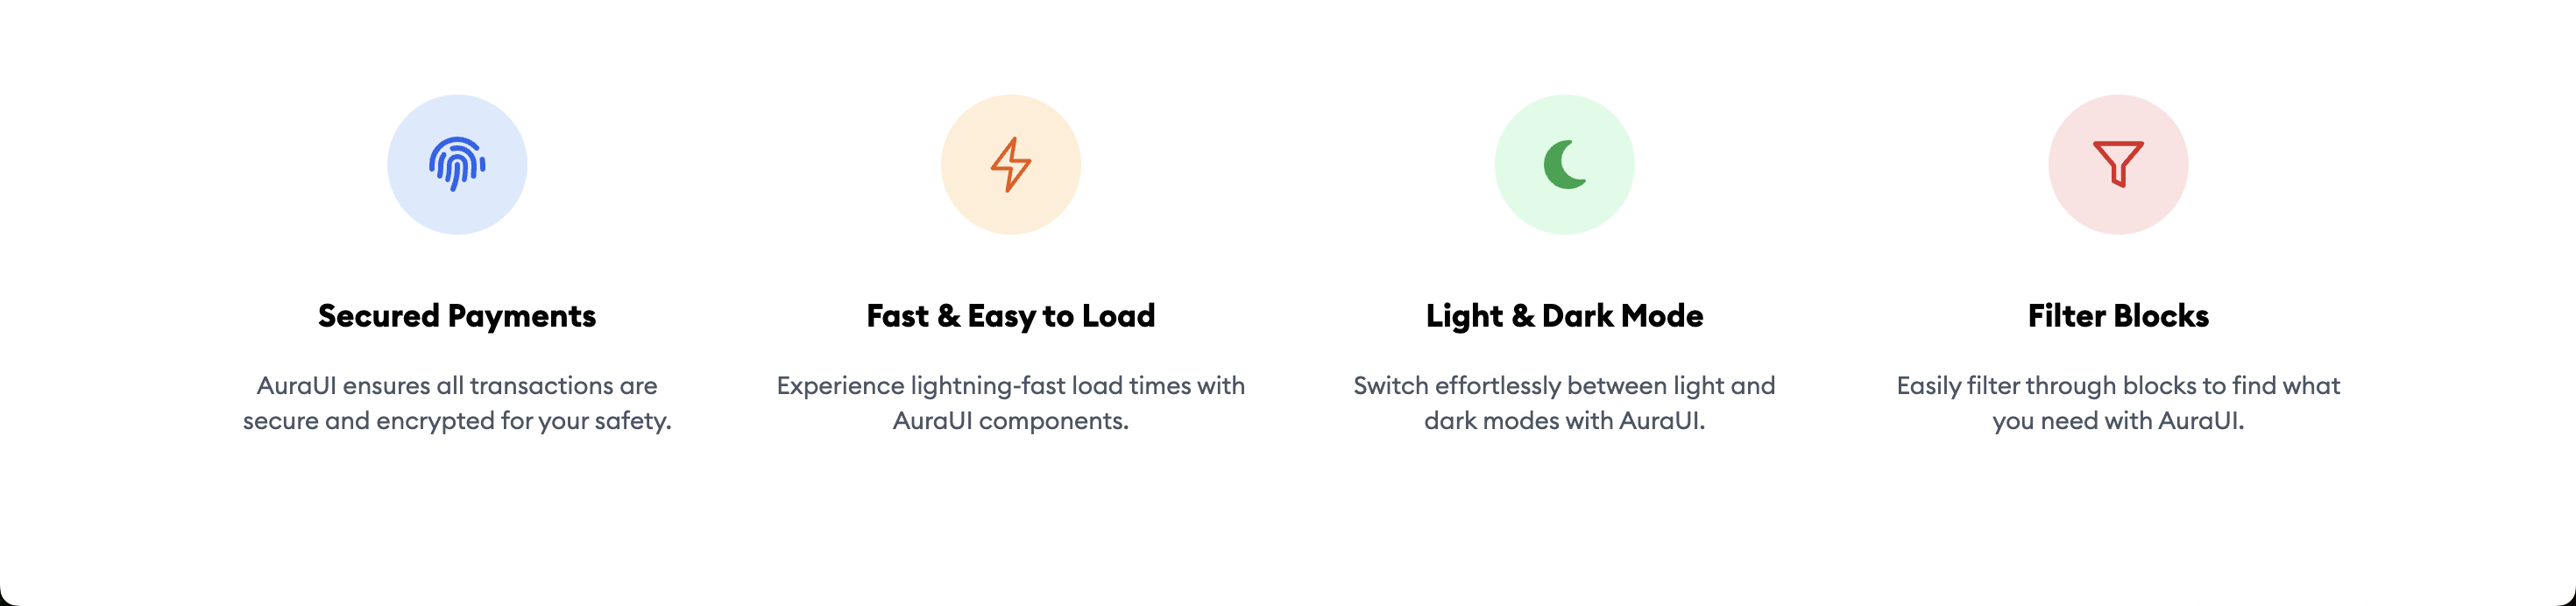 Secured Payments
AuraUI ensures all transactions are
secure and encrypted for your safety.
Fast & Easy to Load
Experience lightning-fast load times with
AuraUI components.
Light & Dark Mode
Switch effortlessly between light and
dark modes with AuraUI.
Filter Blocks
Easily filter through blocks to find what
you need with AuraUI.